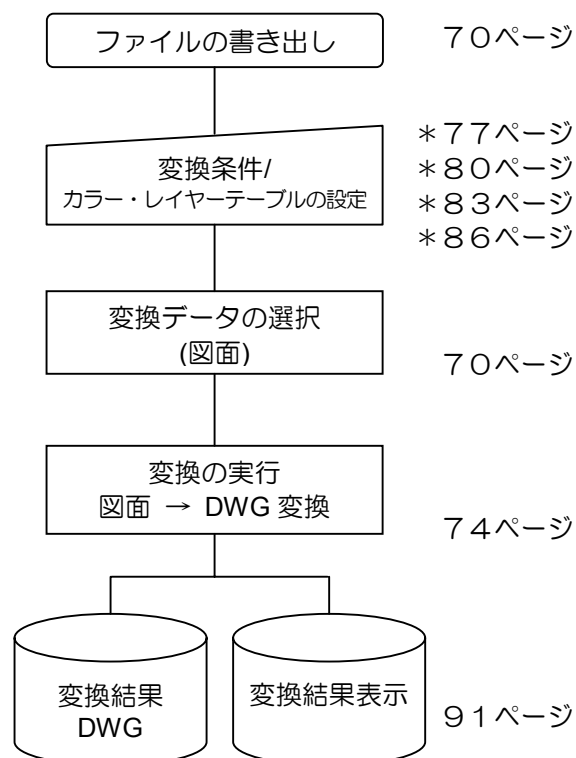 ファイルの書き出し
70ページ
変換条件/
カラー・レイヤーテーブルの設定
*77ページ
*80ページ
*83ページ
*86ページ
変換データの選択
(図面)
70ページ
変換の実行
図面 → DWG 変換
74ページ
変換結果
DWG
変換結果表示
91ページ